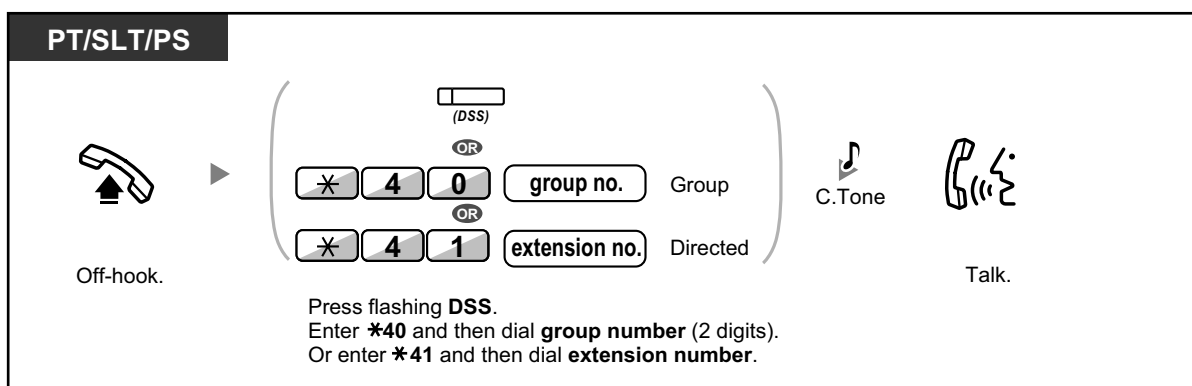 PT/SLT/PS
(DSS)
OR
✳ 4 0 group no. Group
OR
✳ 4 1 extension no. Directed
C.Tone
Off-hook.
Talk.
Press flashing DSS.
Enter ✳40 and then dial group number (2 digits).
Or enter ✳41 and then dial extension number.